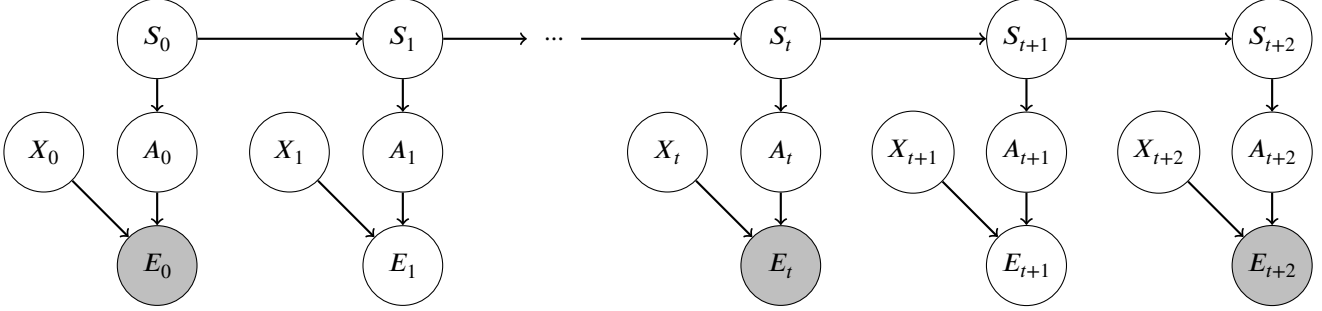 S₀ S₁ ... Sₜ Sₜ₊₁ Sₜ₊₂
X₀ A₀ X₁ A₁ Xₜ Aₜ Xₜ₊₁ Aₜ₊₁ Xₜ₊₂ Aₜ₊₂
E₀ E₁ Eₜ Eₜ₊₁ Eₜ₊₂